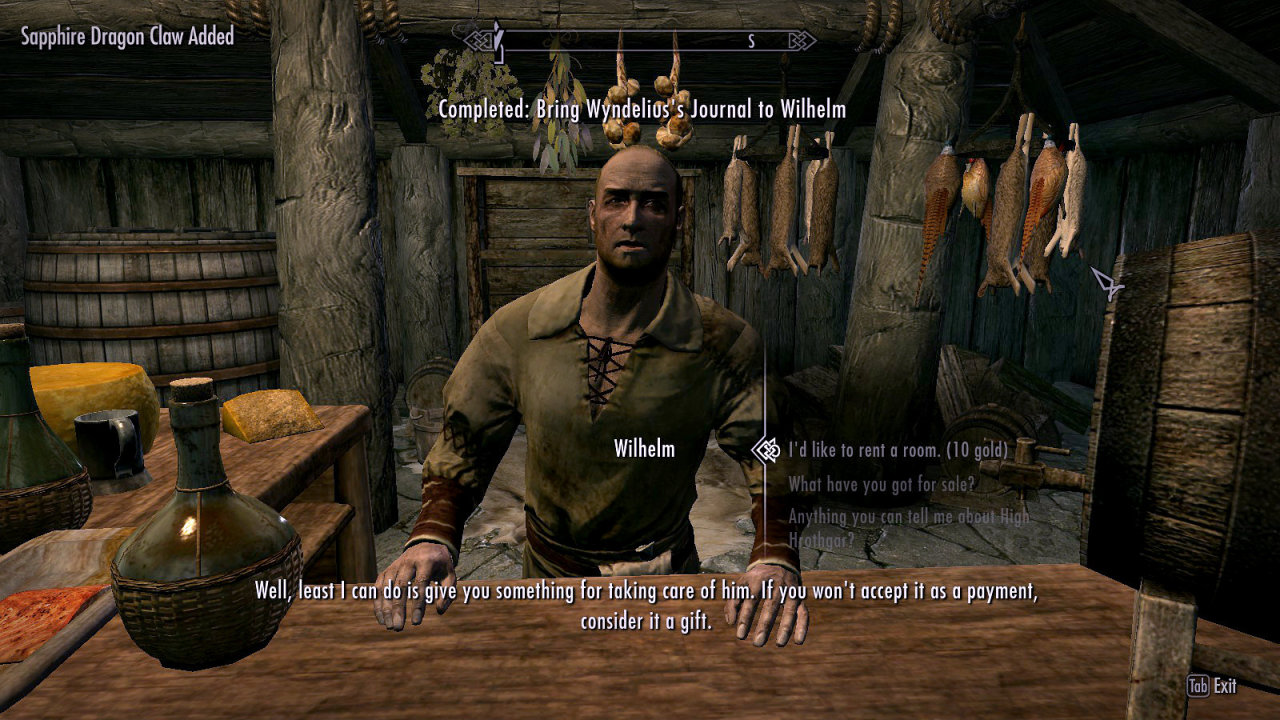 Sapphire Dragon Claw Added
S
Completed: Bring Wyndelius's Journal to Wilhelm
Wilhelm
I'd like to rent a room. (10 gold)
What have you got for sale?
Anything you can tell me about High
Hrothgar?
Well, least I can do is give you something for taking care of him. If you won't accept it as a payment,
consider it a gift.
Tab Exit